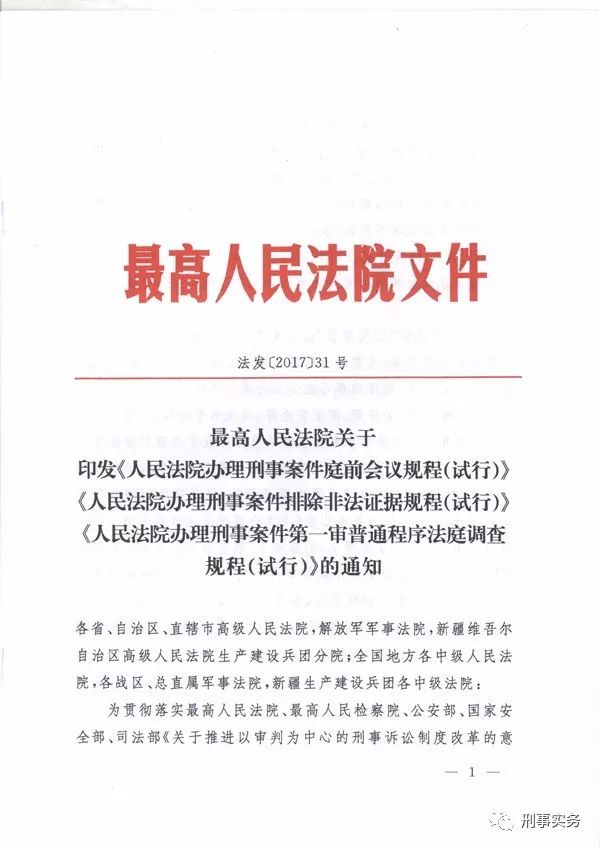 最高人民法院文件
法发〔2017〕31 号
最高人民法院关于
印发《人民法院办理刑事案件庭前会议规程(试行)》
《人民法院办理刑事案件排除非法证据规程(试行)》
《人民法院办理刑事案件第一审普通程序法庭调查
规程(试行)》的通知
各省、自治区、直辖市高级人民法院,解放军军事法院,新疆维吾尔
自治区高级人民法院生产建设兵团分院;全国地方各中级人民法
院,各战区、总直属军事法院,新疆生产建设兵团各中级法院:
为贯彻落实最高人民法院、最高人民检察院、公安部、国家安
全部、司法部《关于推进以审判为中心的刑事诉讼制度改革的意
— 1 —
刑事实务